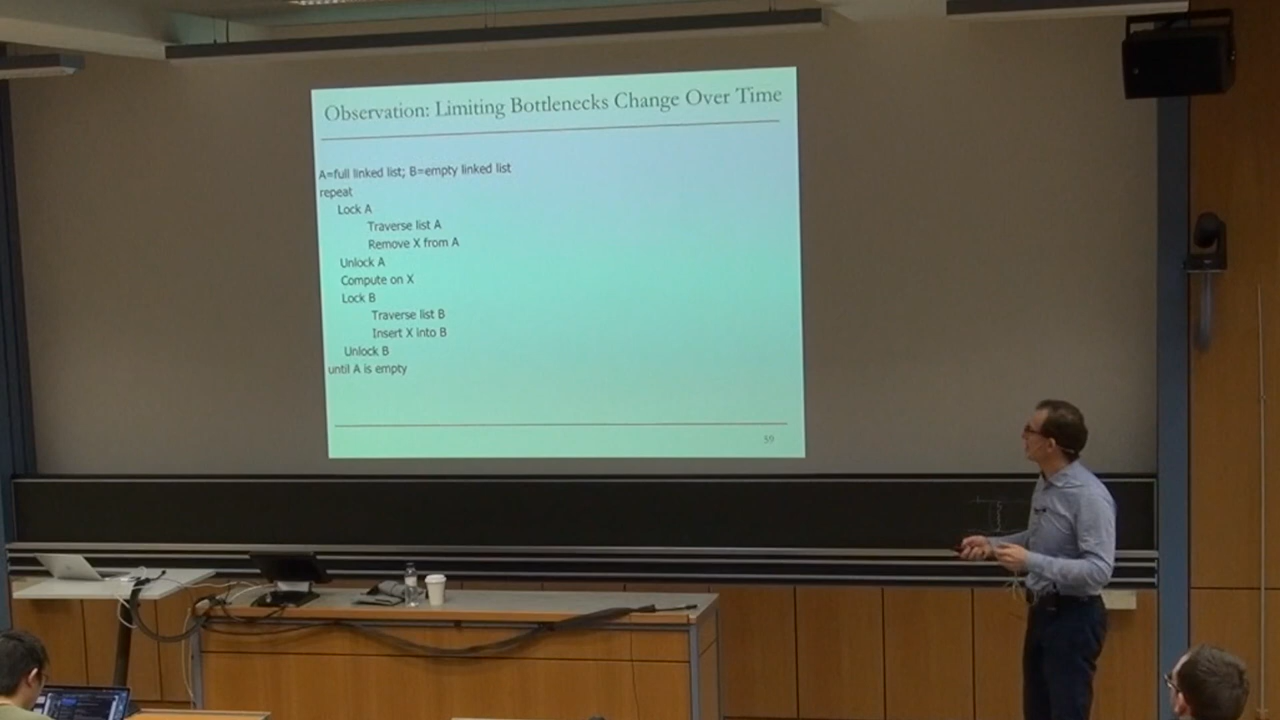 Observation: Limiting Bottlenecks Change Over Time
A=full linked list; B=empty linked list
repeat
Lock A
Traverse list A
Remove X from A
Unlock A
Compute on X
Lock B
Traverse list B
Insert X into B
Unlock B
until A is empty
59